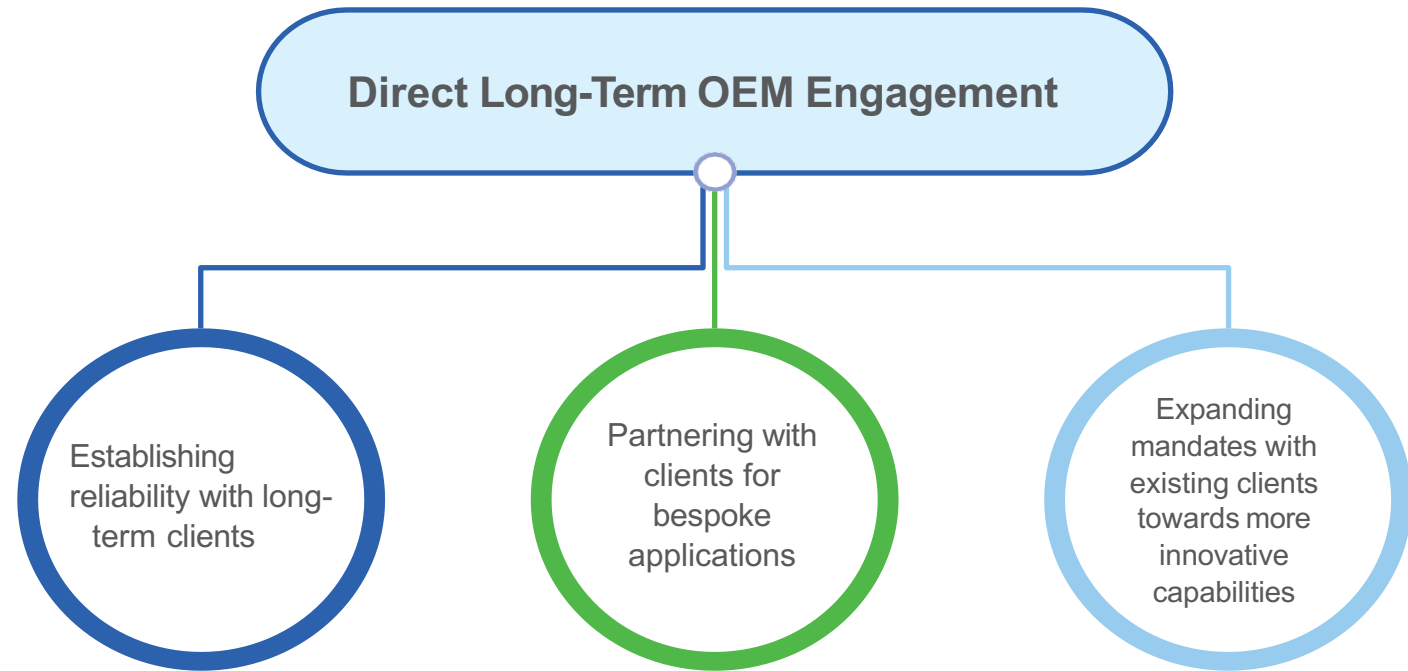 Direct Long-Term OEM Engagement
Establishing
reliability with long-
term clients
Partnering with
clients for
bespoke
applications
Expanding
mandates with
existing clients
towards more
innovative
capabilities